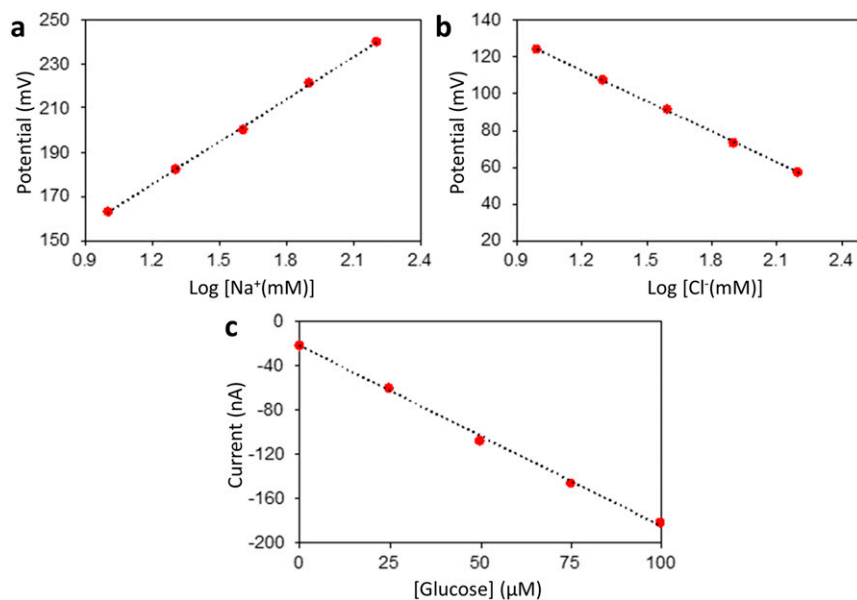 a
250
230
210
190
170
150
Potential (mV)
0.9 1.2 1.5 1.8 2.1 2.4
Log [Na⁺(mM)]
b
140
120
100
80
60
40
20
Potential (mV)
0.9 1.2 1.5 1.8 2.1 2.4
Log [Cl⁻(mM)]
c
0
-40
-80
-120
-160
-200
Current (nA)
0 25 50 75 100
[Glucose] (µM)